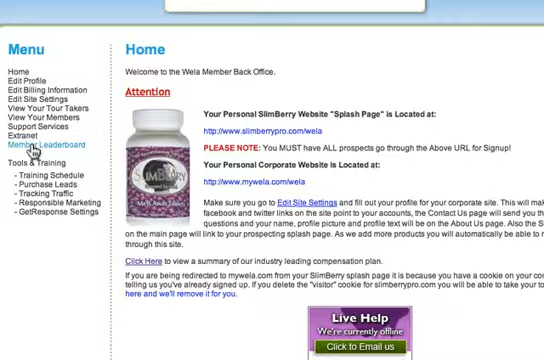 Menu
Home
Edit Profile
Edit Billing Information
Edit Site Settings
View Your Tour Takers
View Your Members
Support Services
Extranet
Member Leaderboard
Tools & Training
- Training Schedule
- Purchase Leads
- Tracking Traffic
- Responsible Marketing
- GetResponse Settings
Home
Welcome to the Wela Member Back Office.
Attention
SLIMBERRY
Your Personal SlimBerry Website "Splash Page" is Located at:
http://www.slimberrypro.com/wela
PLEASE NOTE: You MUST have ALL prospects go through the Above URL for Signup!
Your Personal Corporate Website is Located at:
http://www.mywela.com/wela
Make sure you go to Edit Site Settings and fill out your profile for your corporate site. This will mak
facebook and twitter links on the site point to your accounts, the Contact Us page will send you th
questions and your name, profile picture and profile text will be on the About Us page. Also the S
on the main page will link to your prospecting splash page. As we add more products you will automatically be able to r
through this site.
Click Here to view a summary of our industry leading compensation plan.
If you are being redirected to mywela.com from your SlimBerry splash page it is because you have a cookie on your co
telling us you've already signed up. If you delete the "visitor" cookie for slimberrypro.com you will be able to take your to
here and we'll remove it for you.
Live Help
We're currently offline
Click to Email us